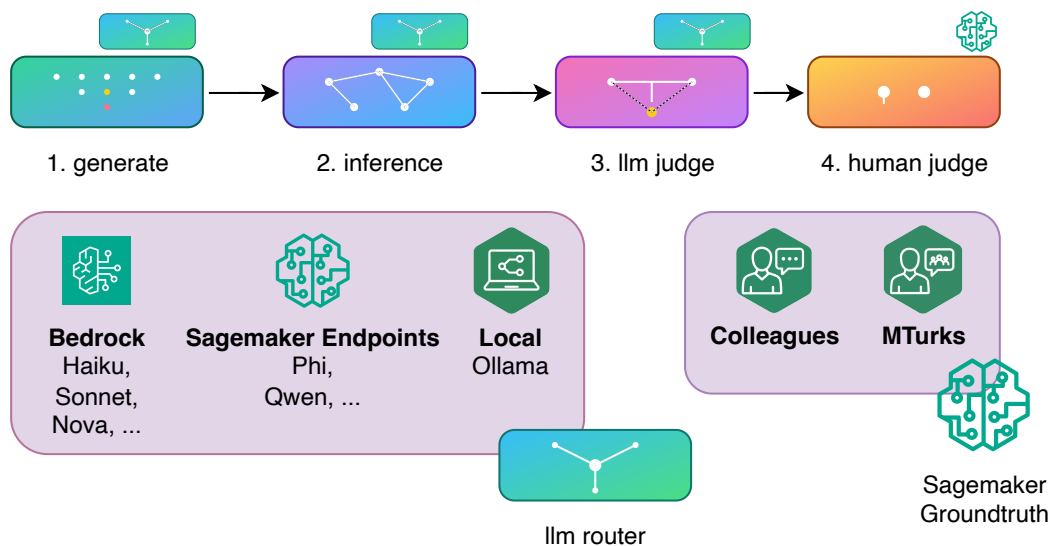 1. generate
2. inference
3. llm judge
4. human judge
Bedrock
Haiku,
Sonnet,
Nova, ...
Sagemaker Endpoints
Phi,
Qwen, ...
Local
Ollama
Colleagues
MTurks
llm router
Sagemaker
Groundtruth